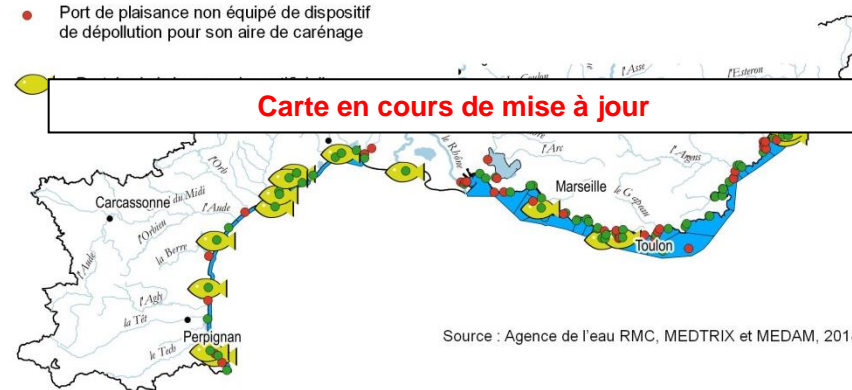 Port de plaisance non équipé de dispositif
de dépollution pour son aire de carénage
Carte en cours de mise à jour
l'Asse
l'Esteron
l'Arc
l'Argens
le Rhône
l'Orb
Marseille
le Gapeau
Carcassonne
du Midi
l'Aude
l'Orbieu
la Berre
Toulon
l'Aude
l'Agly
la Têt
Perpignan
le Tech
Source : Agence de l'eau RMC, MEDTRIX et MEDAM, 201